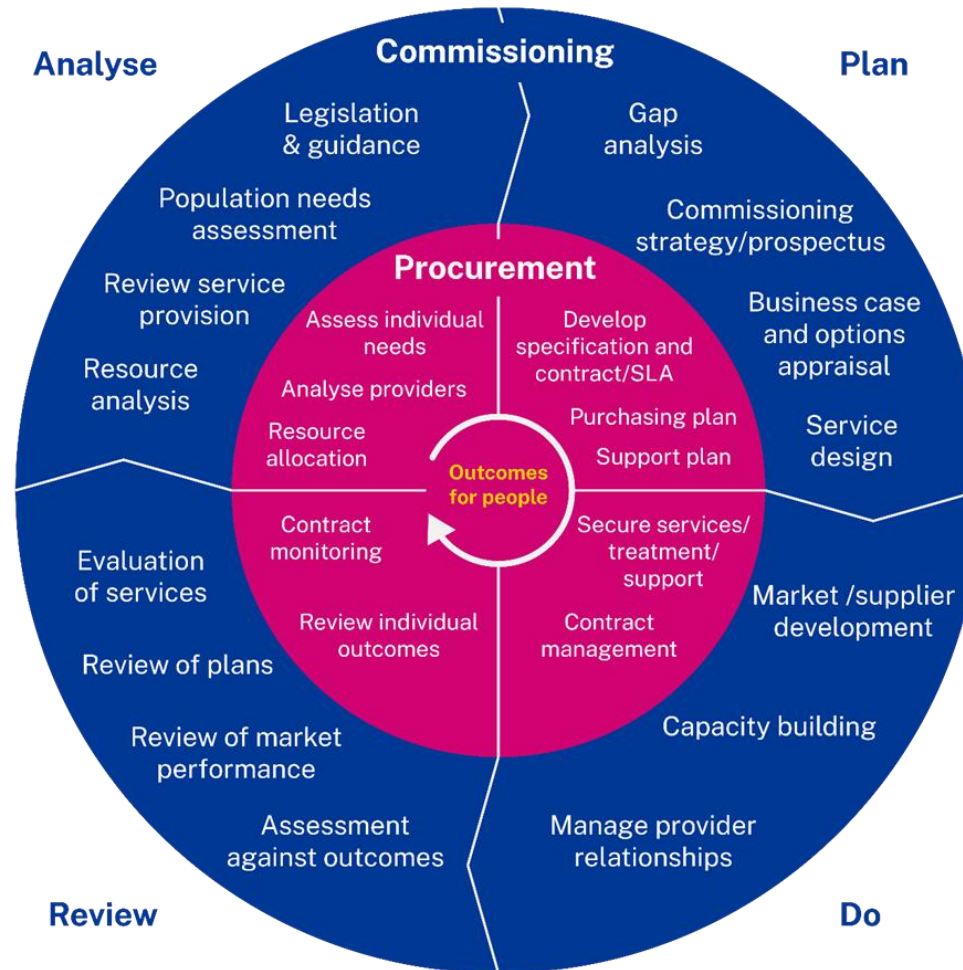 Analyse
Commissioning
Plan
Legislation
& guidance
Population needs
assessment
Review service
provision
Resource
analysis
Gap
analysis
Commissioning
strategy/prospectus
Business case
and options
appraisal
Service
design
Procurement
Assess individual
needs
Analyse providers
Resource
allocation
Develop
specification and
contract/SLA
Purchasing plan
Support plan
Outcomes
for people
Contract
monitoring
Review individual
outcomes
Secure services/
treatment/
support
Contract
management
Evaluation
of services
Review of plans
Review of market
performance
Assessment
against outcomes
Market /supplier
development
Capacity building
Manage provider
relationships
Review
Do